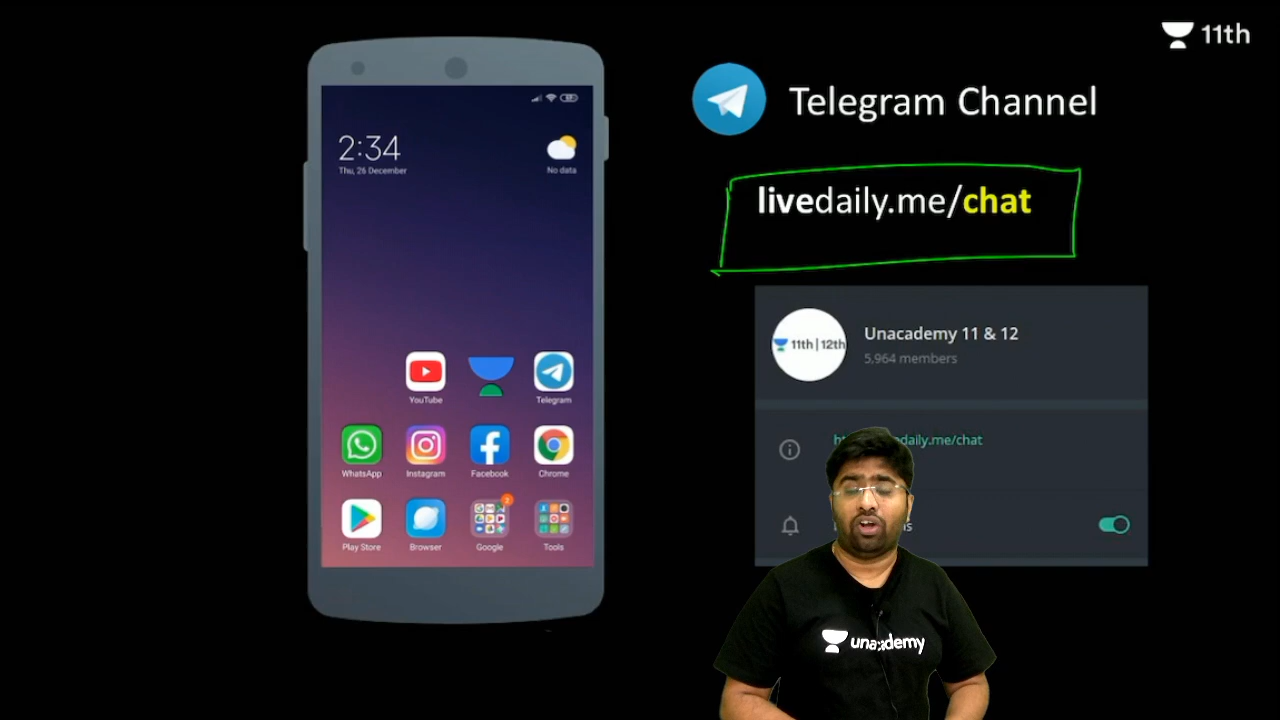 11th
Telegram Channel
livedaily.me/chat
2:34
Thu, 26 December
No data
YouTube
Telegram
WhatsApp
Instagram
Facebook
Chrome
2
Play Store
Browser
Google
Tools
11th|12th
Unacademy 11 & 12
5,964 members
daily.me/chat
unacademy